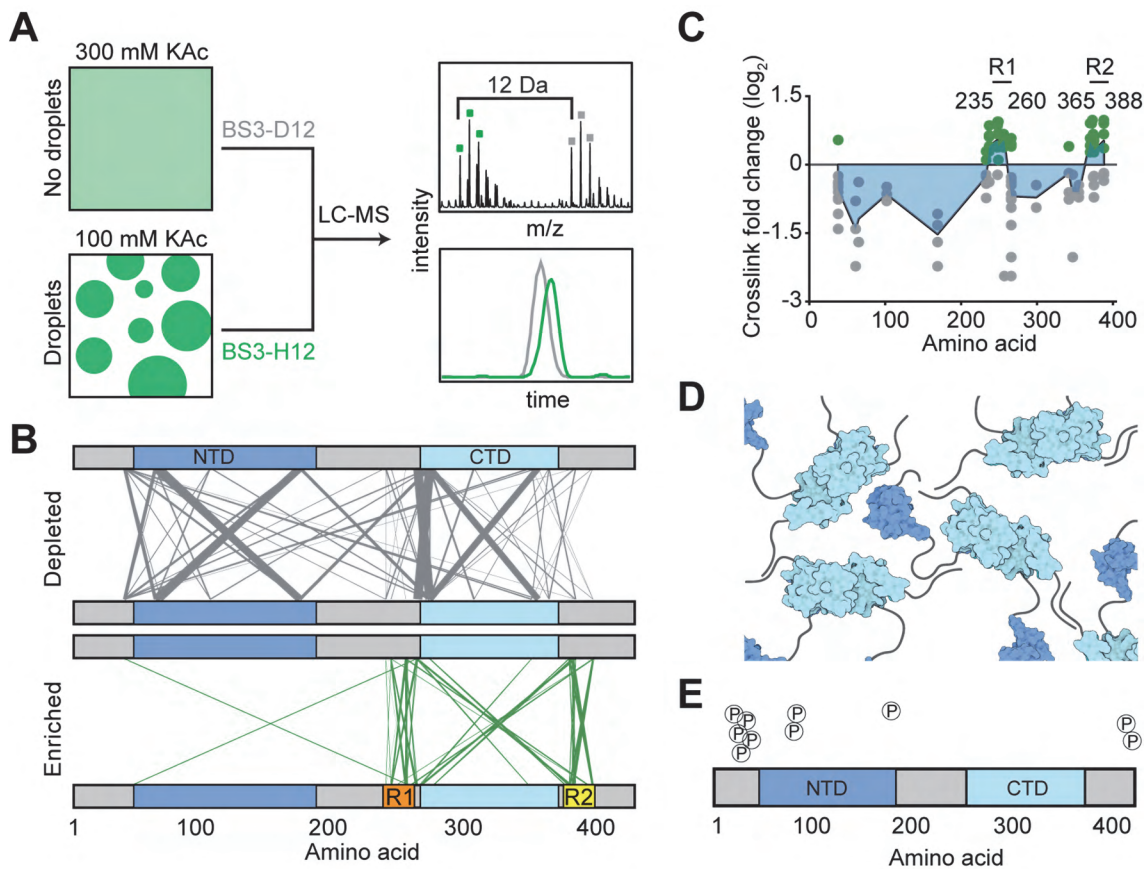 A
300 mM KAc
No droplets
BS3-D12
100 mM KAc
Droplets
BS3-H12
LC-MS
12 Da
intensity
m/z
time
B
NTD
CTD
Depleted
Enriched
R1
R2
1
100
200
300
400
Amino acid
C
Crosslink fold change (log2)
R1
R2
235
260
365
388
1.5
0
-1.5
-3
0
100
200
300
400
Amino acid
D
E
P
P
P
P
P
P
P
P
P
P
P
NTD
CTD
1
100
200
300
400
Amino acid